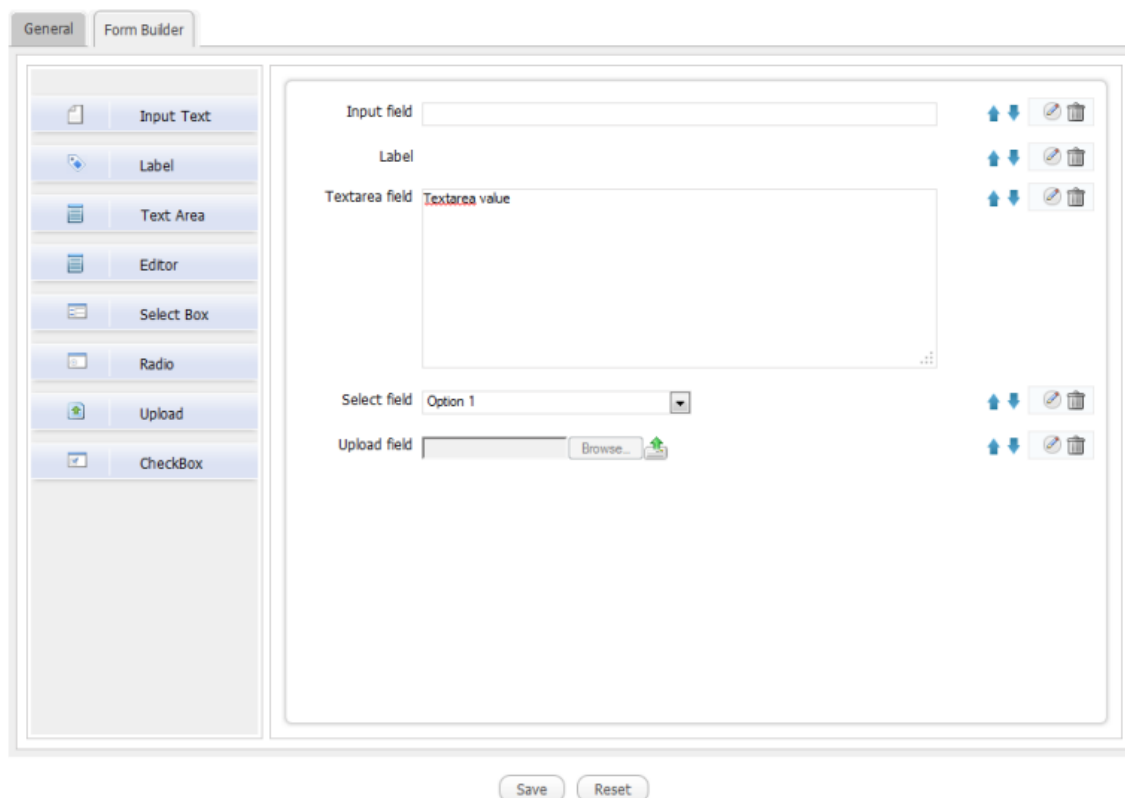 General Form Builder
Input Text
Label
Text Area
Editor
Select Box
Radio
Upload
CheckBox
Input field
Label
Textarea field Textarea value
Select field Option 1
Upload field Browse...
Save Reset